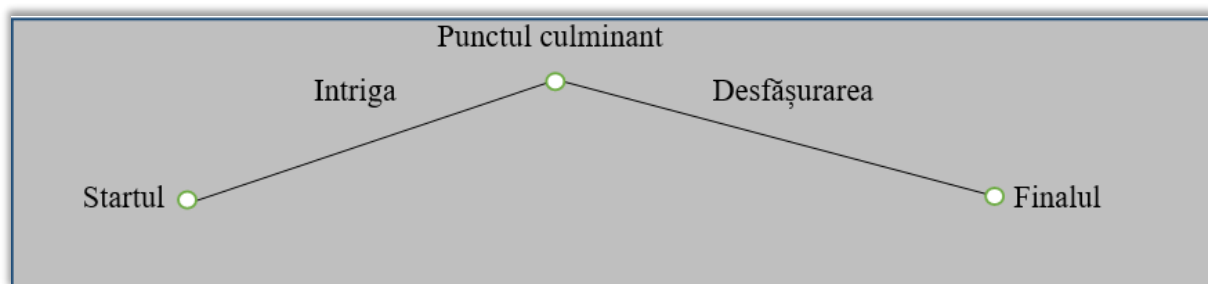 Punctul culminant
Intriga
Desfășurarea
Startul
Finalul